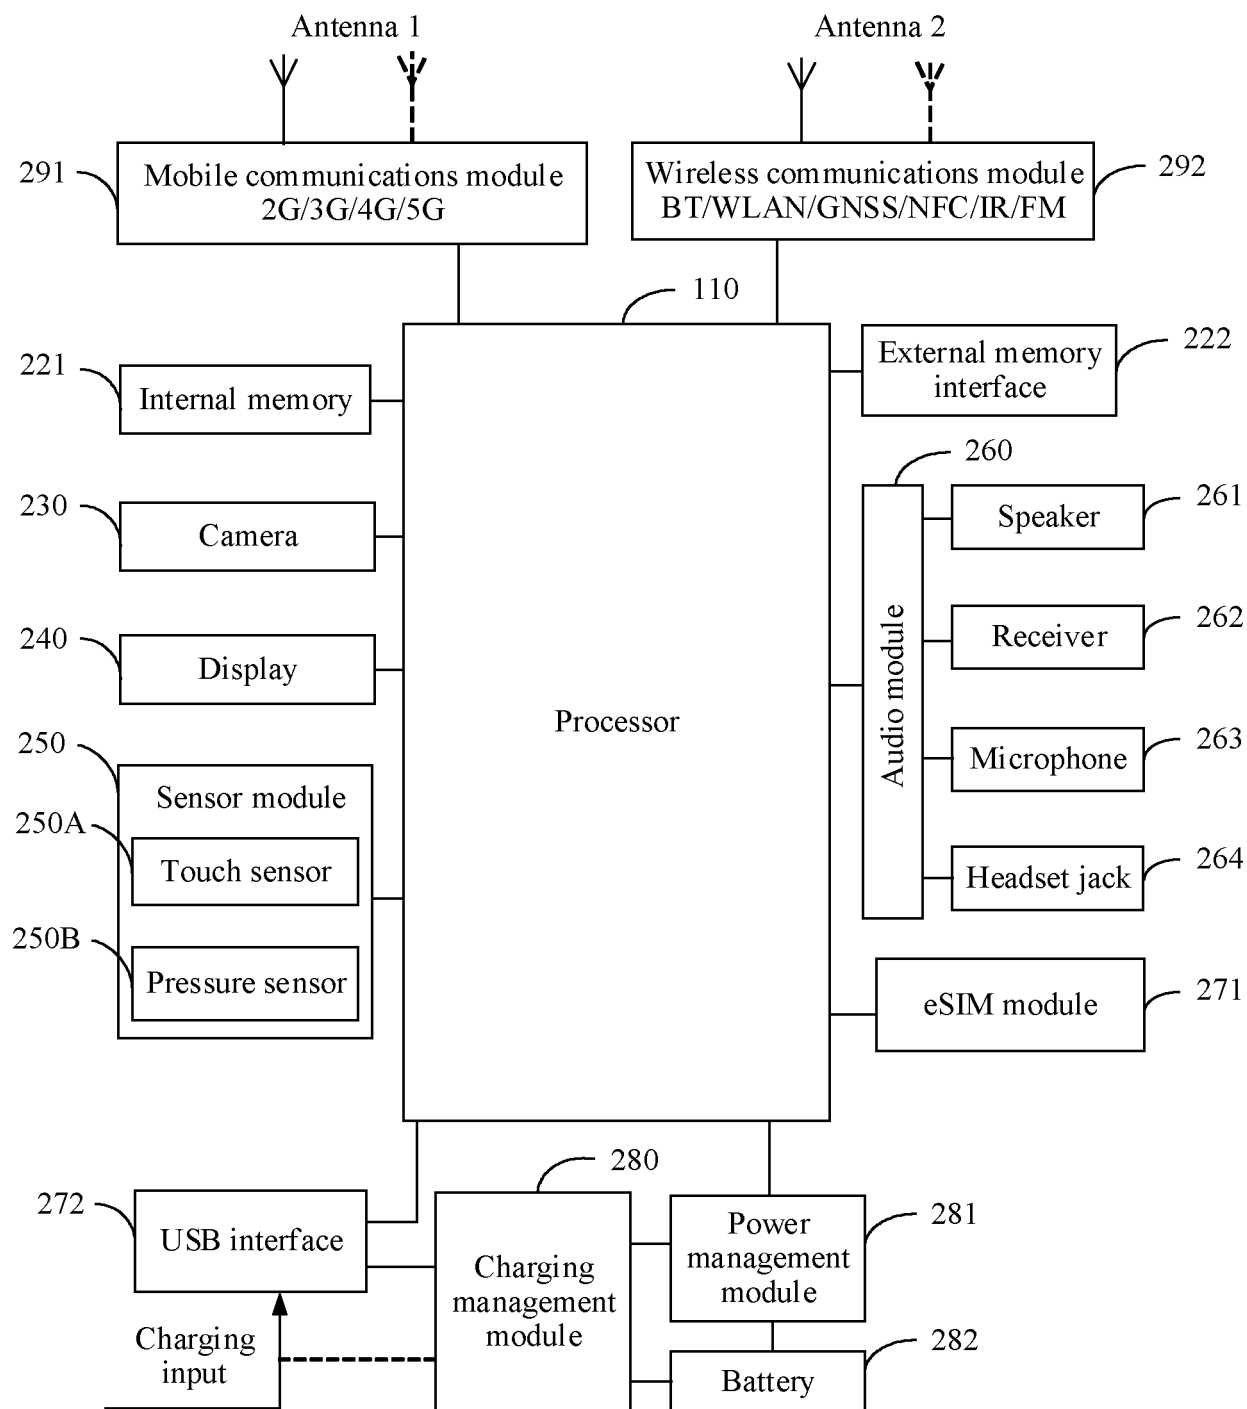 Antenna 1
Antenna 2
291
Mobile communications module
2G/3G/4G/5G
Wireless communications module
BT/WLAN/GNSS/NFC/IR/FM
292
110
221
Internal memory
External memory
interface
222
230
Camera
260
Speaker
261
240
Display
Receiver
262
Processor
Audio module
250
Sensor module
250A
Touch sensor
250B
Pressure sensor
Microphone
263
Headset jack
264
eSIM module
271
272
USB interface
280
Charging
management
module
Power
management
module
281
Charging
input
Battery
282